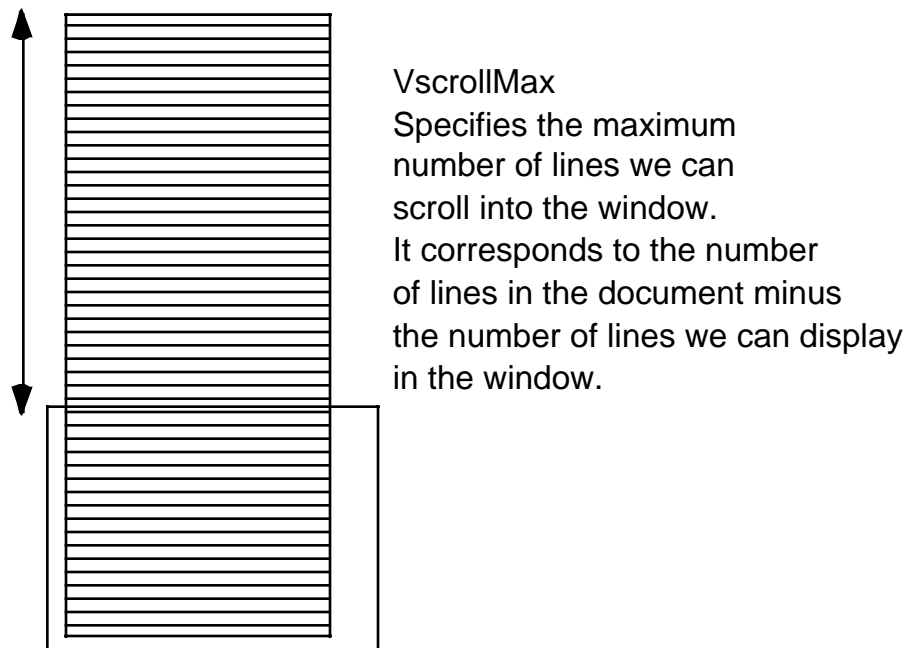 VscrollMax
Specifies the maximum
number of lines we can
scroll into the window.
It corresponds to the number
of lines in the document minus
the number of lines we can display
in the window.